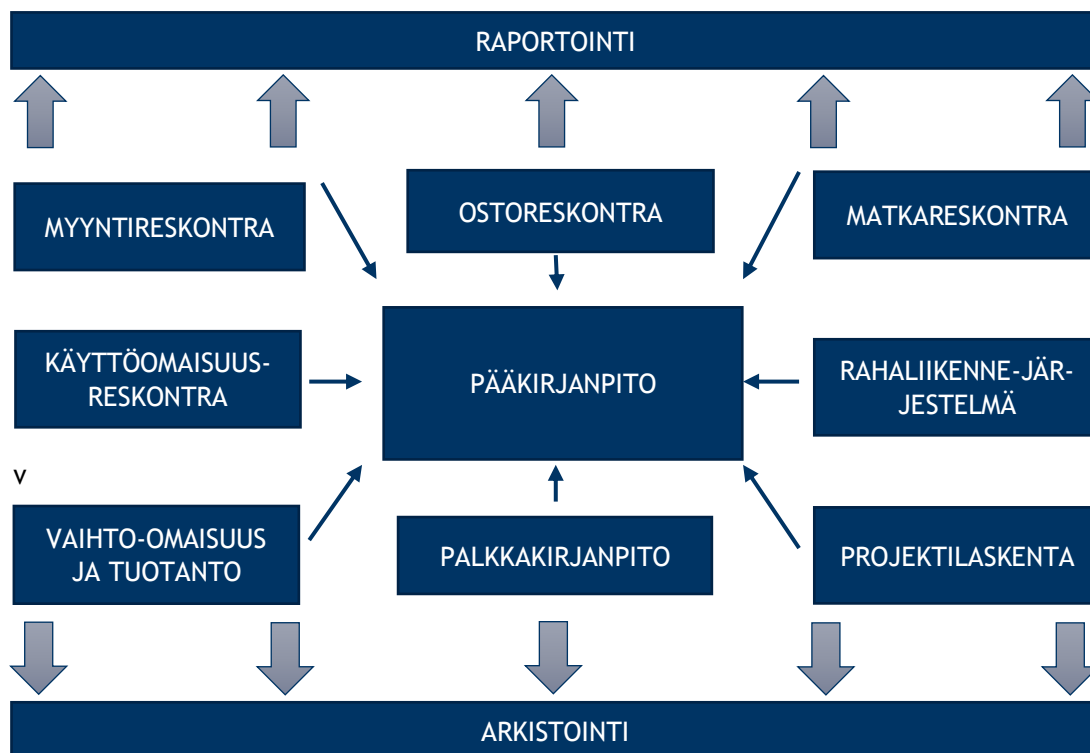 RAPORTOINTI
MYYNTIRESKONTRA
OSTORESKONTRA
MATKARESKONTRA
KÄYTTÖOMAISUUS-
RESKONTRA
PÄÄKIRJANPITO
RAHALIIKENNE-JÄR-
JESTELMÄ
v
VAIHTO-OMAISUUS
JA TUOTANTO
PALKKAKIRJANPITO
PROJEKTILASKENTA
ARKISTOINTI